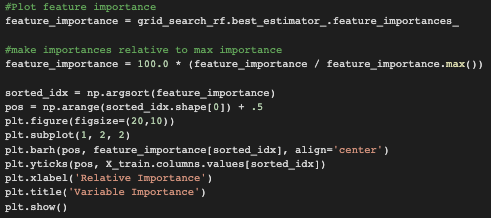 #Plot feature importance
feature_importance = grid_search_rf.best_estimator_.feature_importances_
#make importances relative to max importance
feature_importance = 100.0 * (feature_importance / feature_importance.max())
sorted_idx = np.argsort(feature_importance)
pos = np.arange(sorted_idx.shape[0]) + .5
plt.figure(figsize=(20,10))
plt.subplot(1, 2, 2)
plt.barh(pos, feature_importance[sorted_idx], align='center')
plt.yticks(pos, X_train.columns.values[sorted_idx])
plt.xlabel('Relative Importance')
plt.title('Variable Importance')
plt.show()